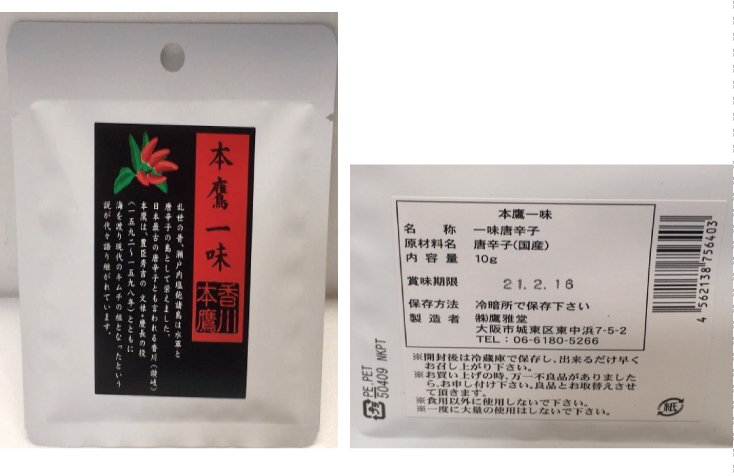 本鷹一味
香川
本鷹
乱世の昔、瀬戸内塩飽諸島は水軍と
唐辛子の島として栄えました。
日本最古の唐辛子とも言われる香川(讃岐)
本鷹は、豊臣秀吉の 文禄・慶長の役
(一五九二〜一五九八年)とともに
海を渡り現代のキムチの祖となったという
説が代々語り継がれています。
本鷹一味
名 称 一味唐辛子
原材料名 唐辛子(国産)
内容量 10g
賞味期限 21.2.16
保存方法 冷暗所で保存下さい
製造者 ㈱鷹雅堂
大阪市城東区東中浜7-5-2
TEL:06-6180-5266
※開封後は冷蔵庫で保存し、出来るだけ早く
お召し上がり下さい。
※お買い上げの時、万一不良品がありました
ら、お申し付け下さい。良品とお取替えさせ
て頂きます。
※食用以外に使用しないで下さい。
※一度に大量の使用はしないで下さい。
4 562138 756403
PE,PET
50409 NKPT
紙